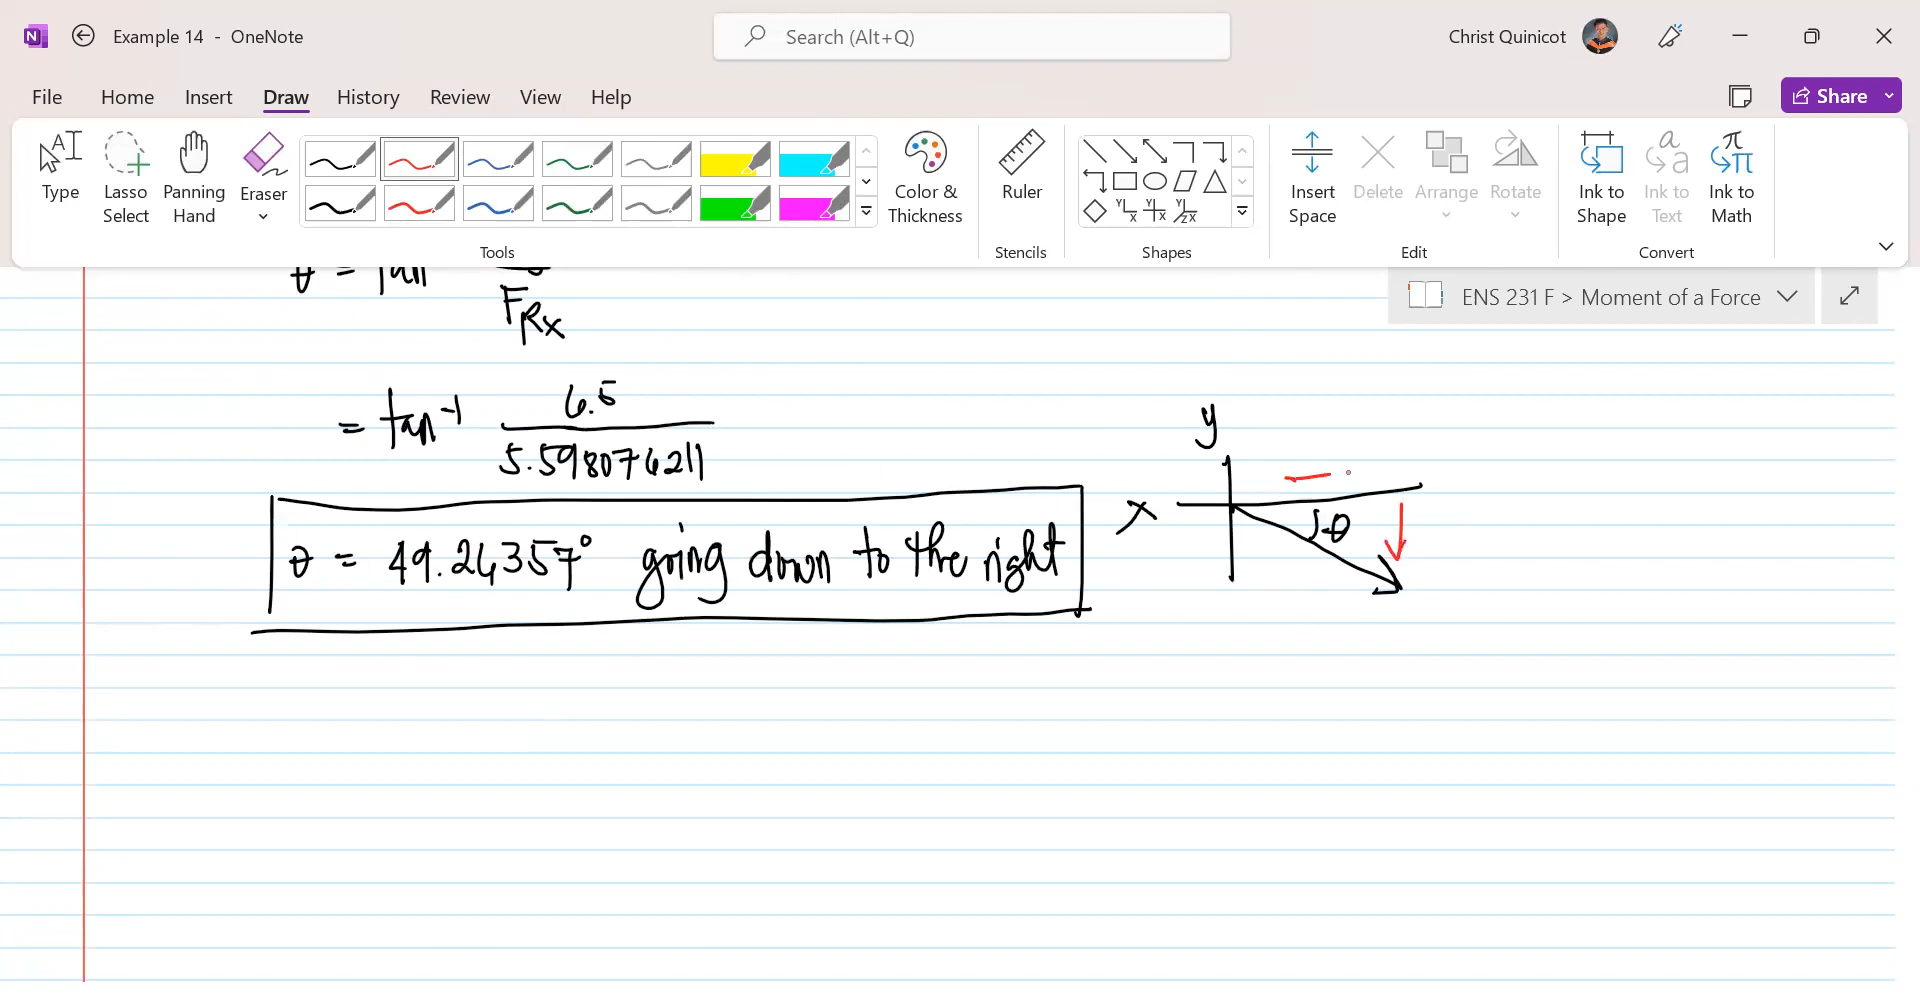 Example 14 - OneNote
Search (Alt+Q)
Christ Quinicot
File Home Insert Draw History Review View Help
Share
Type
Lasso Select
Panning Hand
Eraser
Color & Thickness
Ruler
Insert Space
Delete
Arrange
Rotate
Ink to Shape
Ink to Text
Ink to Math
Tools
Stencils
Shapes
Edit
Convert
ENS 231 F > Moment of a Force
θ = Tan
F_Rx
= tan⁻¹ 6.5 / 5.598076211
θ = 49.26357° going down to the right
y
x
θ